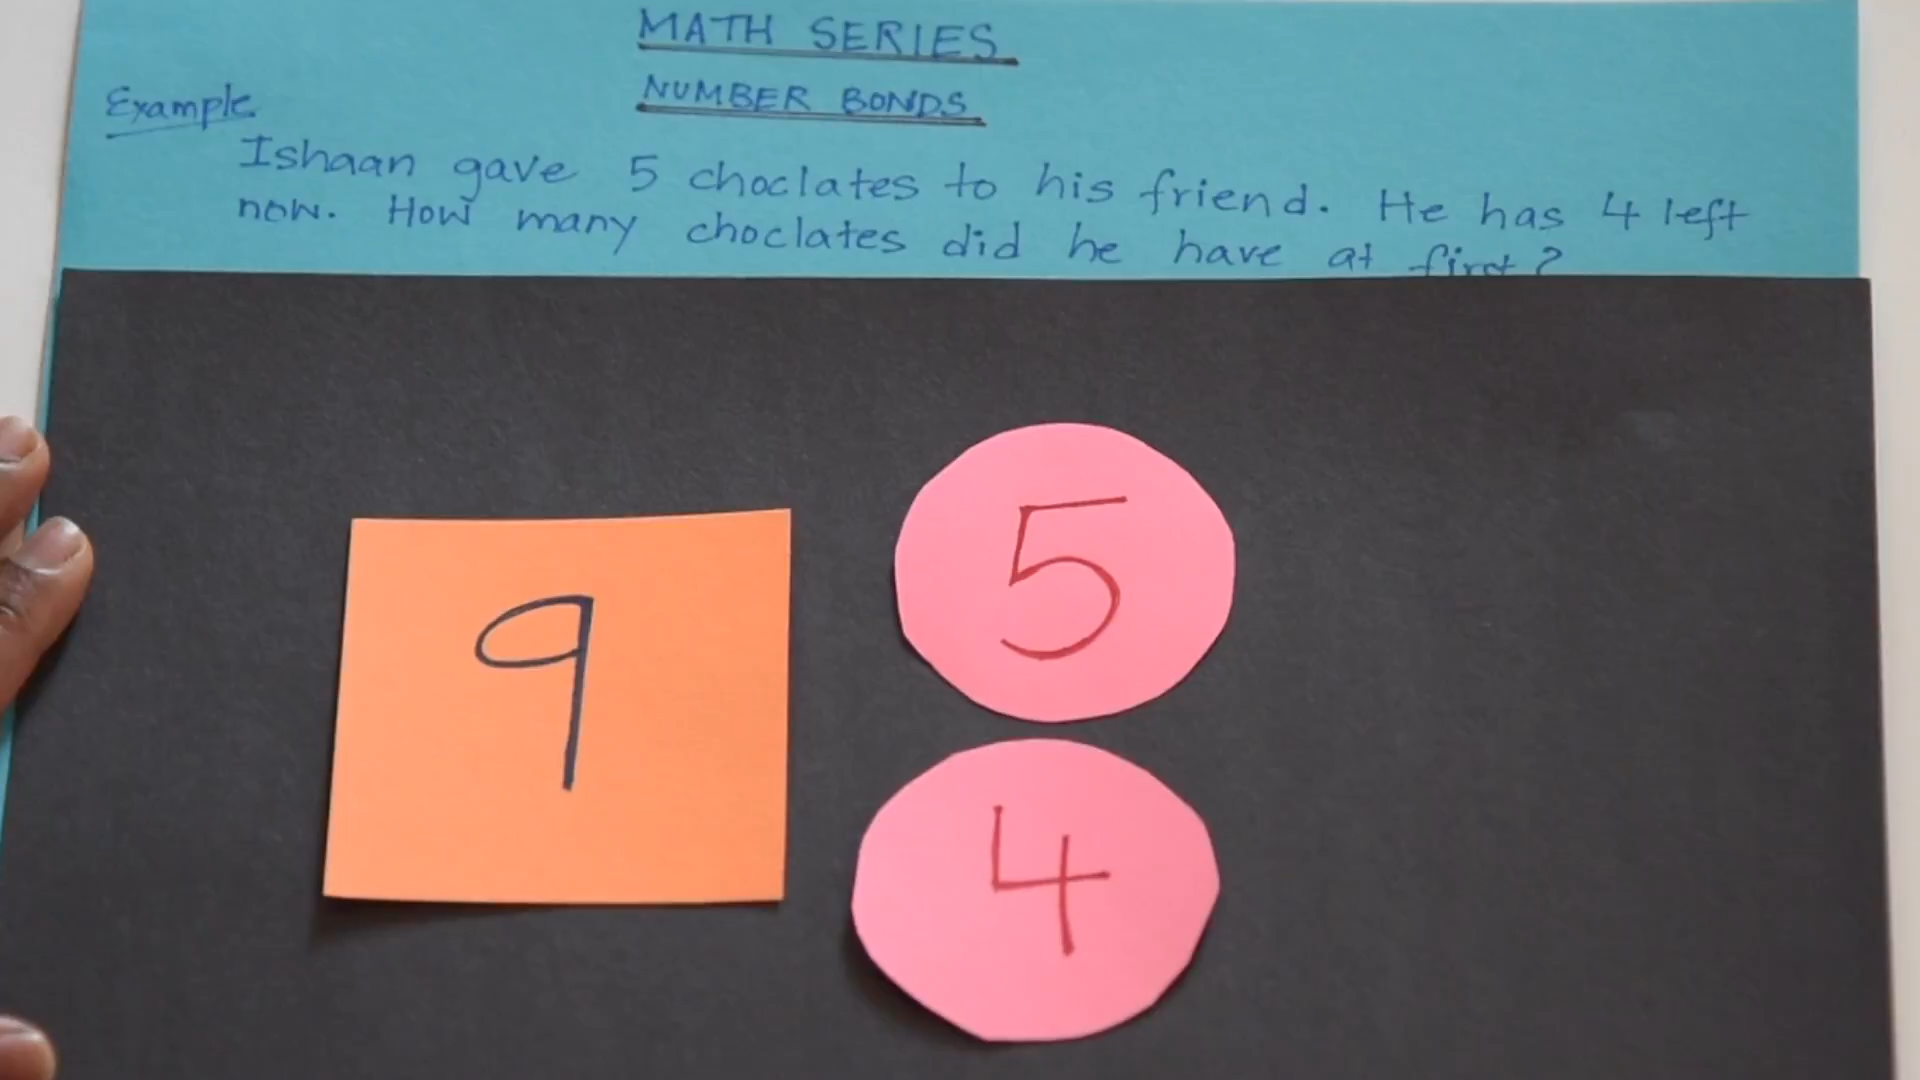 MATH SERIES
NUMBER BONDS
Example
Ishaan gave 5 choclates to his friend. He has 4 left
now. How many choclates did he have at first?
9
5
4